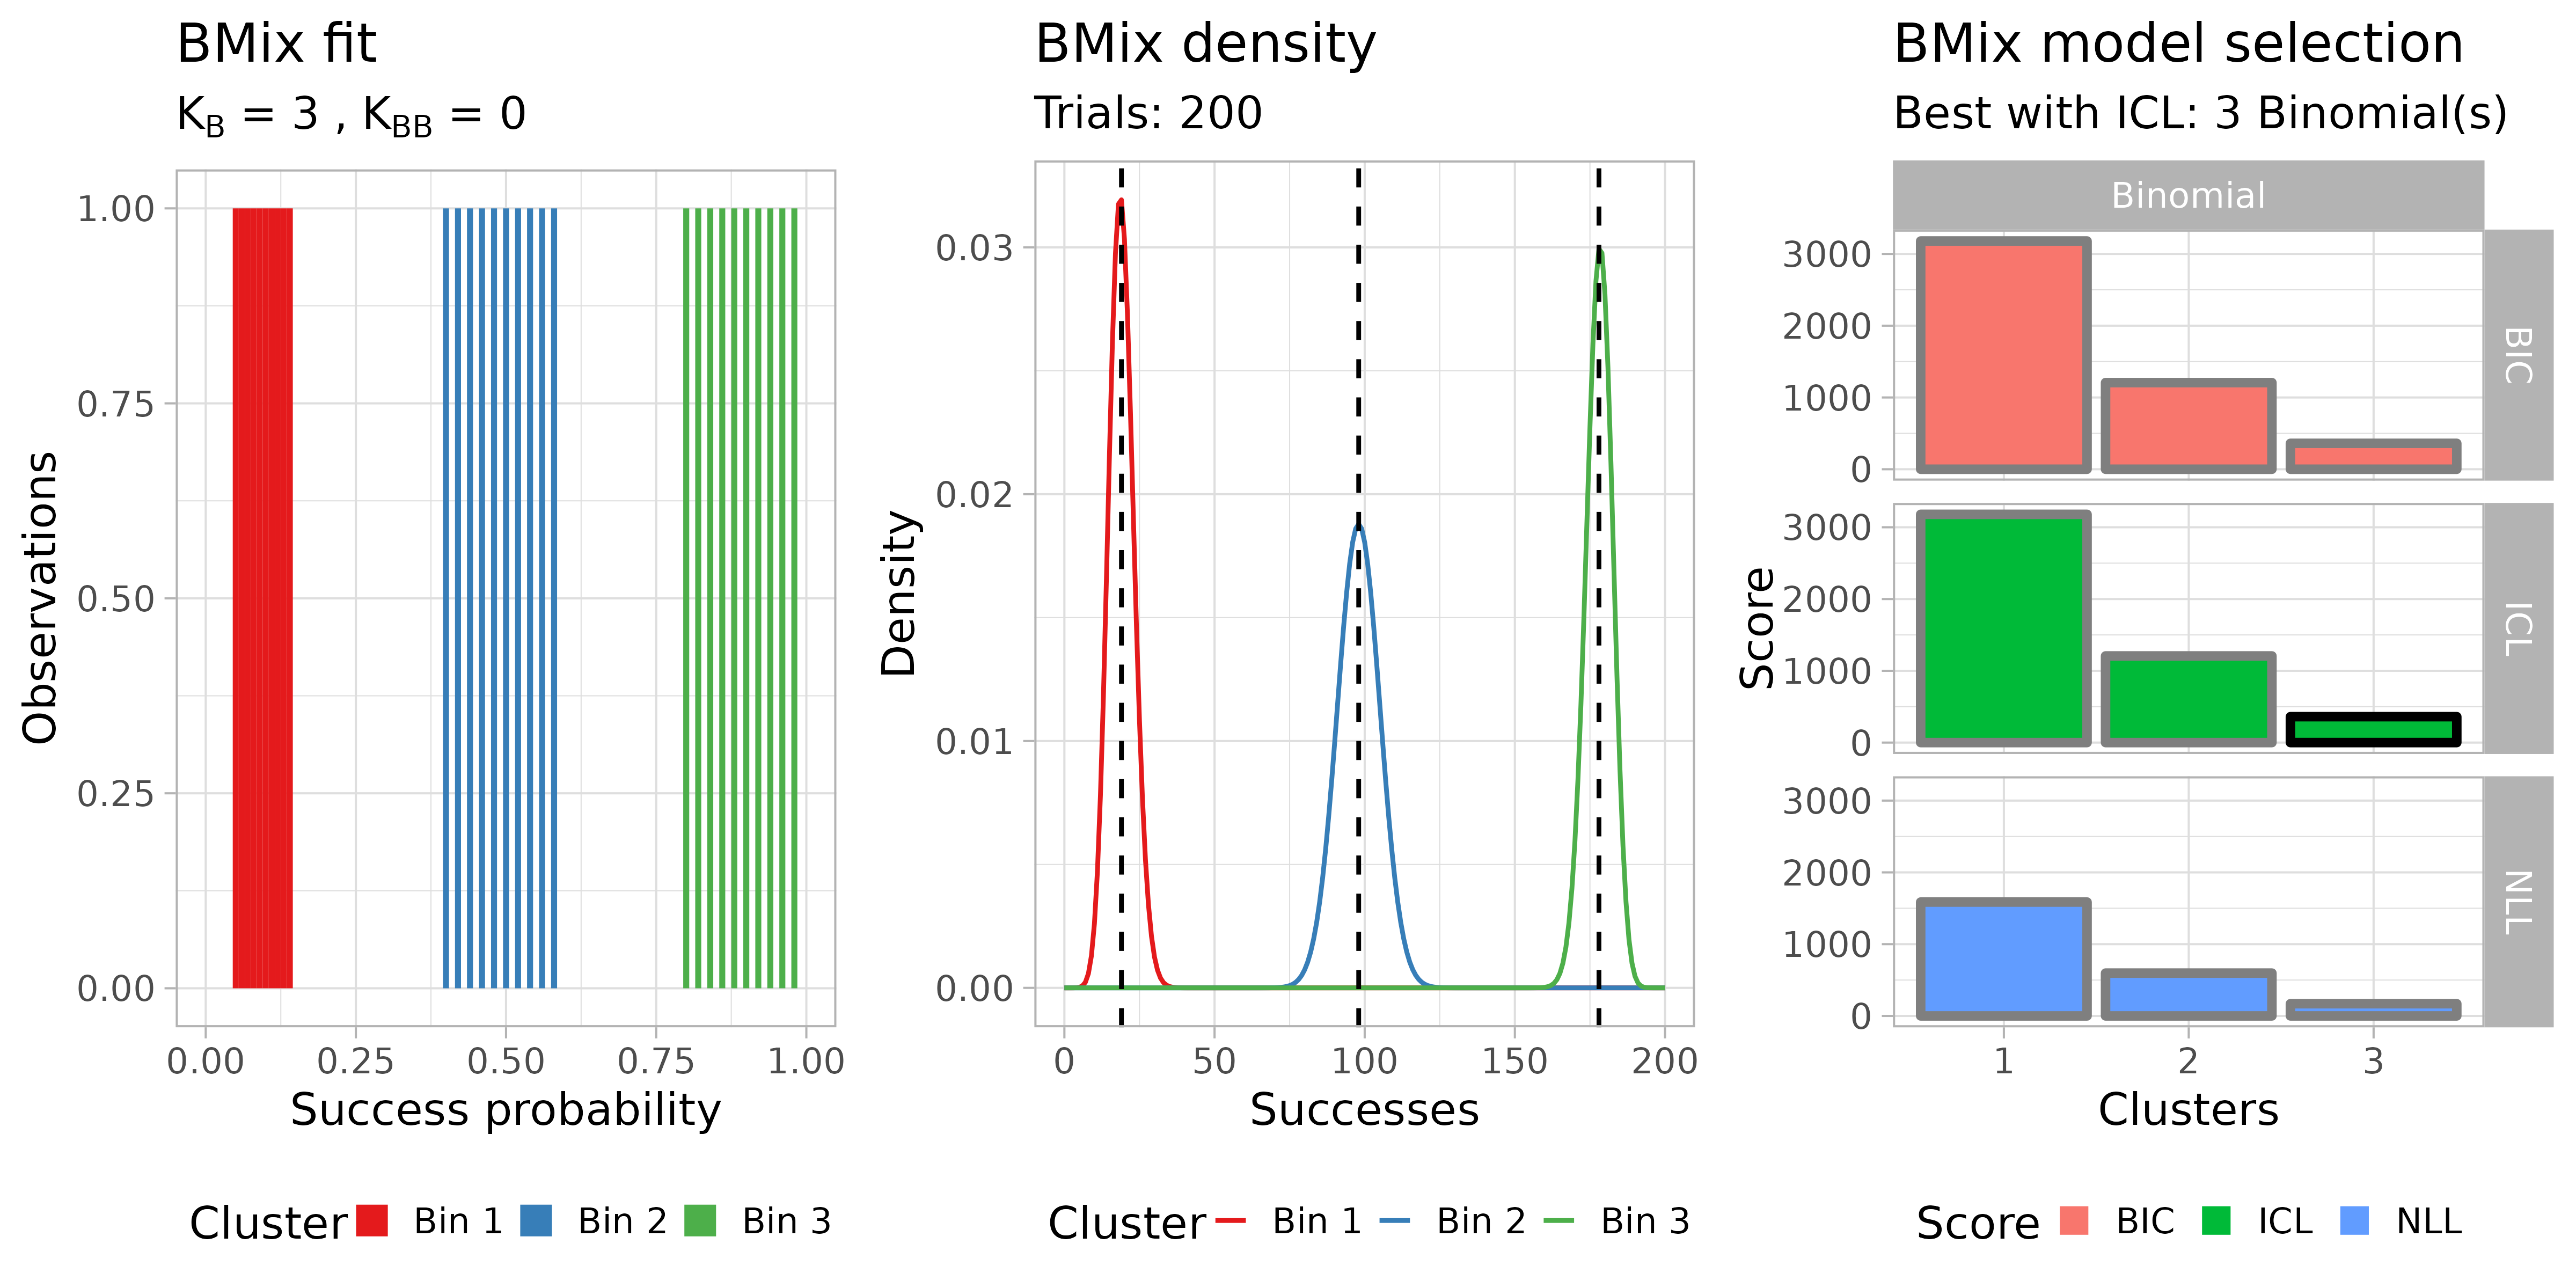 BMix fit
K_B = 3 , K_BB = 0
Observations
1.00
0.75
0.50
0.25
0.00
0.00 0.25 0.50 0.75 1.00
Success probability
Cluster Bin 1 Bin 2 Bin 3
BMix density
Trials: 200
Density
0.03
0.02
0.01
0.00
0 50 100 150 200
Successes
Cluster Bin 1 Bin 2 Bin 3
BMix model selection
Best with ICL: 3 Binomial(s)
Binomial
Score
3000
2000
1000
0
BIC
3000
2000
1000
0
ICL
3000
2000
1000
0
NLL
1 2 3
Clusters
Score BIC ICL NLL